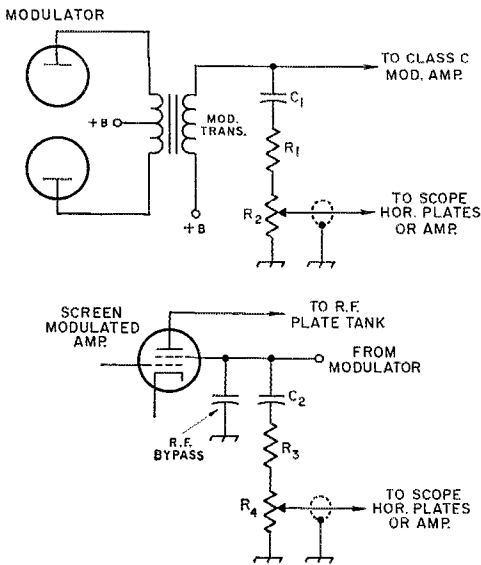 MODULATOR
TO CLASS C
MOD. AMP.
C1
+B
MOD.
TRANS.
R1
R2
TO SCOPE
HOR. PLATES
OR AMP.
+B
SCREEN
MODULATED
AMP.
TO R.F.
PLATE TANK
FROM
MODULATOR
C2
R.F.
BYPASS
R3
R4
TO SCOPE
HOR. PLATES
OR AMP.